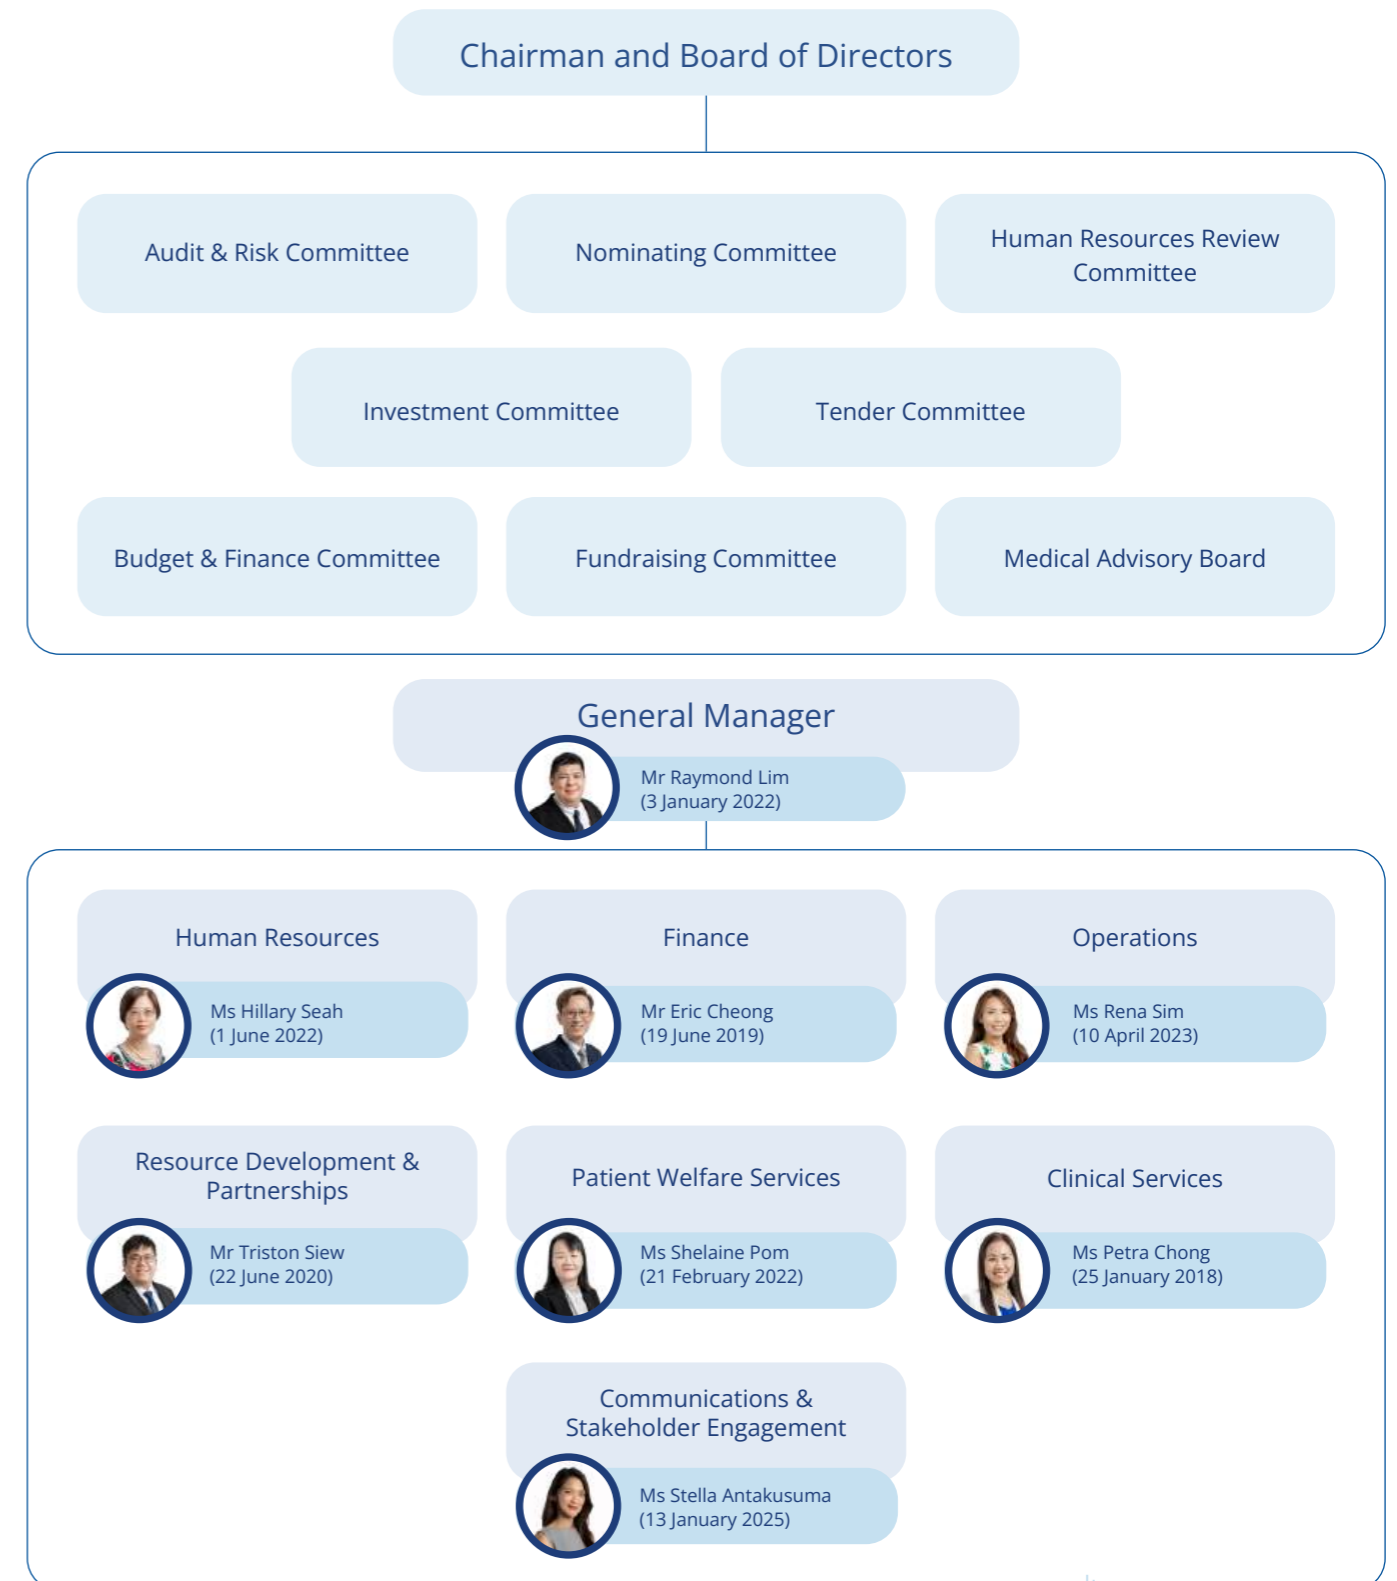 Chairman and Board of Directors
Audit & Risk Committee
Nominating Committee
Human Resources Review
Committee
Investment Committee
Tender Committee
Budget & Finance Committee
Fundraising Committee
Medical Advisory Board
General Manager
Mr Raymond Lim
(3 January 2022)
Human Resources
Ms Hillary Seah
(1 June 2022)
Finance
Mr Eric Cheong
(19 June 2019)
Operations
Ms Rena Sim
(10 April 2023)
Resource Development &
Partnerships
Mr Triston Siew
(22 June 2020)
Patient Welfare Services
Ms Shelaine Pom
(21 February 2022)
Clinical Services
Ms Petra Chong
(25 January 2018)
Communications &
Stakeholder Engagement
Ms Stella Antakusuma
(13 January 2025)